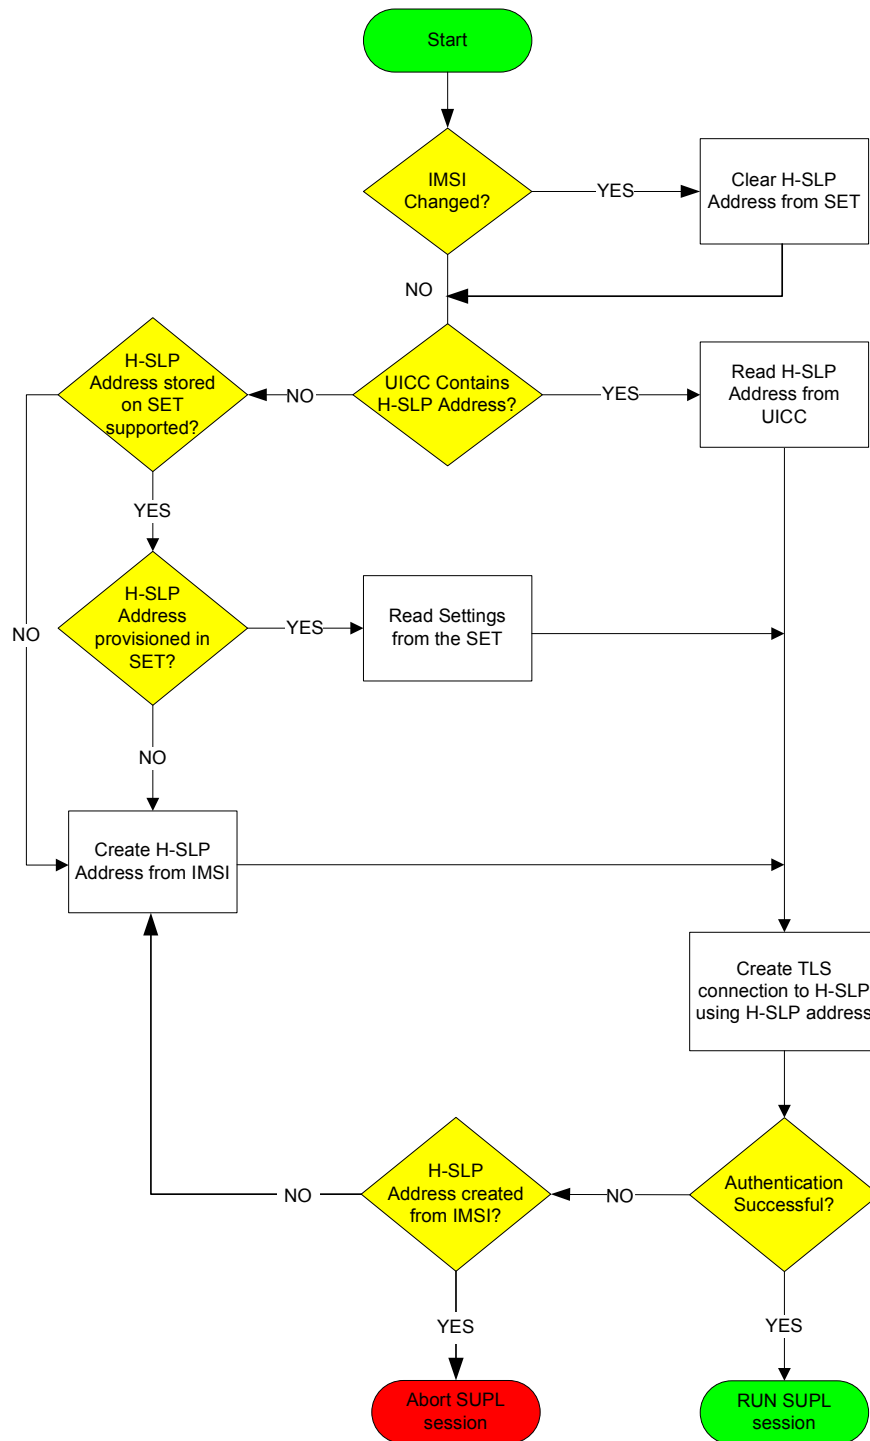 Start
IMSI
Changed?
YES
Clear H-SLP
Address from SET
NO
H-SLP
Address stored
on SET
supported?
NO
UICC Contains
H-SLP Address?
YES
Read H-SLP
Address from
UICC
YES
H-SLP
Address
provisioned in
SET?
YES
Read Settings
from the SET
NO
NO
Create H-SLP
Address from IMSI
Create TLS
connection to H-SLP
using H-SLP address
H-SLP
Address created
from IMSI?
NO
NO
Authentication
Successful?
YES
YES
Abort SUPL
session
RUN SUPL
session